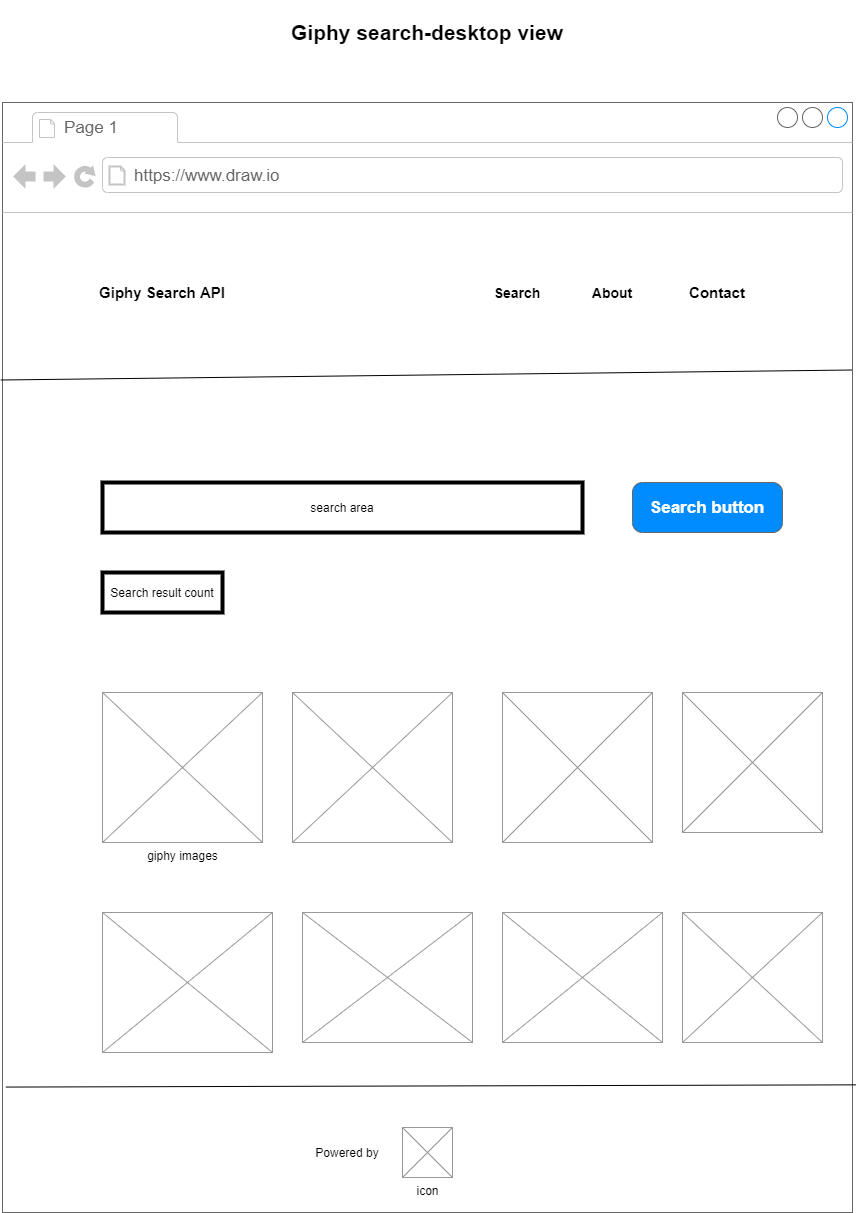 Giphy search-desktop view
Page 1
https://www.draw.io
Giphy Search API
Search
About
Contact
search area
Search button
Search result count
giphy images
Powered by
icon